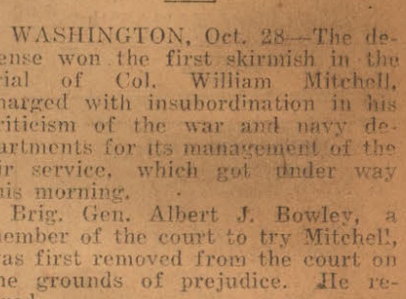 WASHINGTON, Oct. 28—The de-
ense won the first skirmish in the
rial of Col. William Mitchell,
harged with insubordination in his
riticism of the war and navy de-
artments for its management of the
ir service, which got under way
his morning.
Brig. Gen. Albert J. Bowley, a
ember of the court to try Mitchell,
as first removed from the court on
he grounds of prejudice. He re-